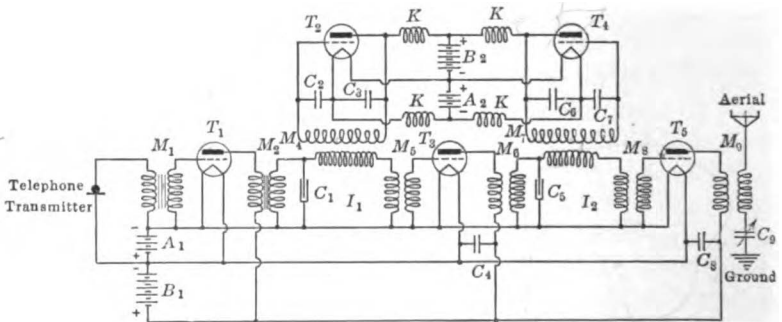 T2 K K T4
+
B2
-
C2 C3 + A2 - C6 C7
K K
Aerial
M1 T1 M2 M4 T3 M5 M6 M7 M8 T5 M9
Telephone
Transmitter
C1 I1 C5 I2
C9
- A1 +
C4 C8
Ground
- B1 +